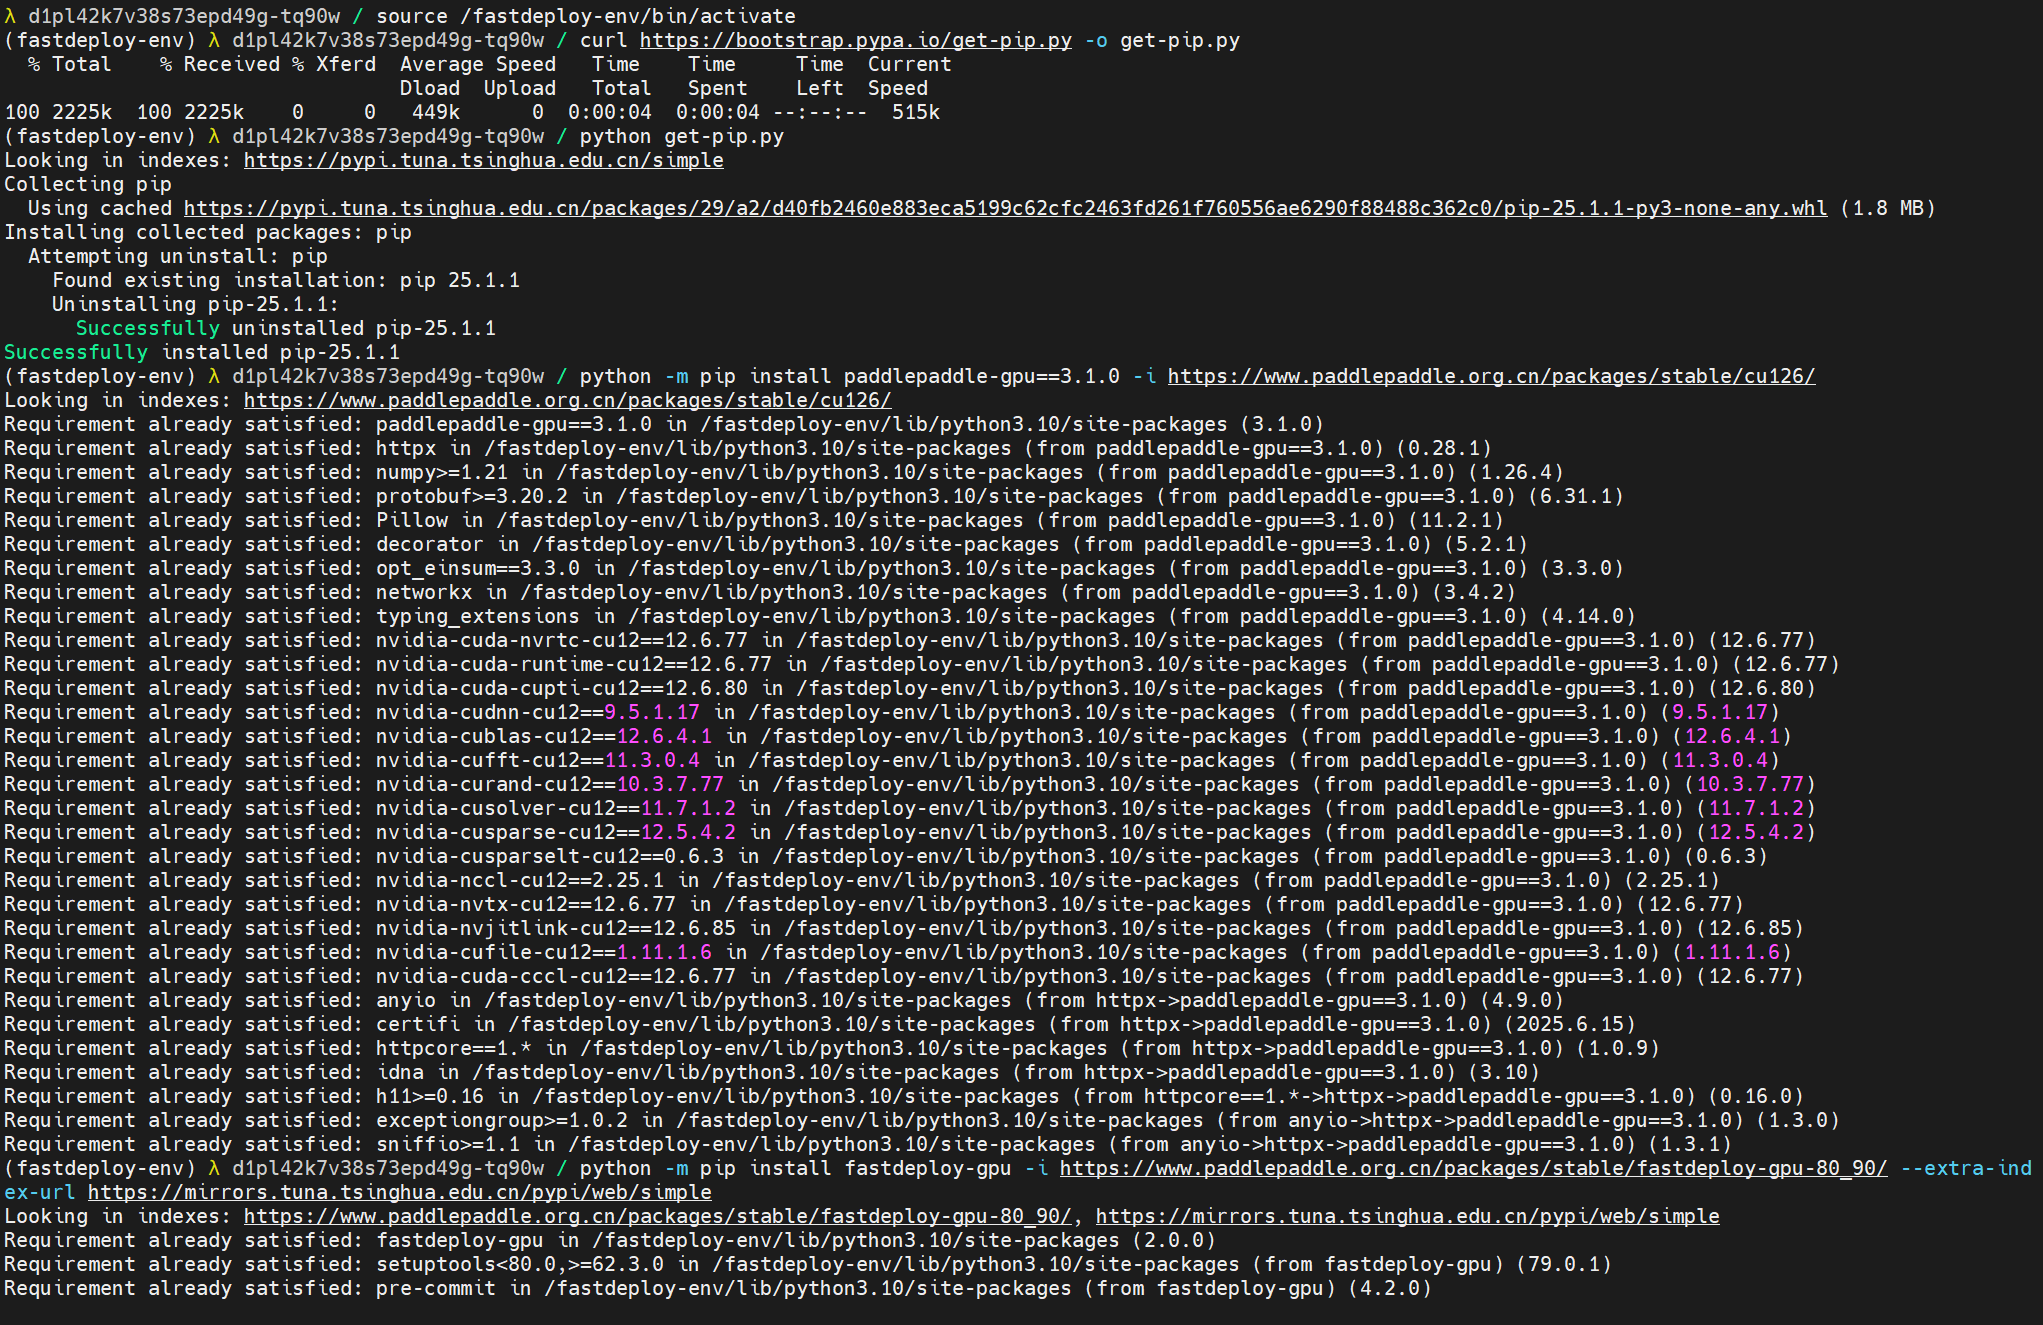 λ d1pl42k7v38s73epd49g-tq90w / source /fastdeploy-env/bin/activate
(fastdeploy-env) λ d1pl42k7v38s73epd49g-tq90w / curl https://bootstrap.pypa.io/get-pip.py -o get-pip.py
  % Total    % Received % Xferd  Average Speed   Time    Time     Time  Current
                                 Dload  Upload   Total   Spent    Left  Speed
100 2225k  100 2225k    0     0   449k      0  0:00:04  0:00:04 --:--:--  515k
(fastdeploy-env) λ d1pl42k7v38s73epd49g-tq90w / python get-pip.py
Looking in indexes: https://pypi.tuna.tsinghua.edu.cn/simple
Collecting pip
  Using cached https://pypi.tuna.tsinghua.edu.cn/packages/29/a2/d40fb2460e883eca5199c62cfc2463fd261f760556ae6290f88488c362c0/pip-25.1.1-py3-none-any.whl (1.8 MB)
Installing collected packages: pip
  Attempting uninstall: pip
    Found existing installation: pip 25.1.1
    Uninstalling pip-25.1.1:
      Successfully uninstalled pip-25.1.1
Successfully installed pip-25.1.1
(fastdeploy-env) λ d1pl42k7v38s73epd49g-tq90w / python -m pip install paddlepaddle-gpu==3.1.0 -i https://www.paddlepaddle.org.cn/packages/stable/cu126/
Looking in indexes: https://www.paddlepaddle.org.cn/packages/stable/cu126/
Requirement already satisfied: paddlepaddle-gpu==3.1.0 in /fastdeploy-env/lib/python3.10/site-packages (3.1.0)
Requirement already satisfied: httpx in /fastdeploy-env/lib/python3.10/site-packages (from paddlepaddle-gpu==3.1.0) (0.28.1)
Requirement already satisfied: numpy>=1.21 in /fastdeploy-env/lib/python3.10/site-packages (from paddlepaddle-gpu==3.1.0) (1.26.4)
Requirement already satisfied: protobuf>=3.20.2 in /fastdeploy-env/lib/python3.10/site-packages (from paddlepaddle-gpu==3.1.0) (6.31.1)
Requirement already satisfied: Pillow in /fastdeploy-env/lib/python3.10/site-packages (from paddlepaddle-gpu==3.1.0) (11.2.1)
Requirement already satisfied: decorator in /fastdeploy-env/lib/python3.10/site-packages (from paddlepaddle-gpu==3.1.0) (5.2.1)
Requirement already satisfied: opt_einsum==3.3.0 in /fastdeploy-env/lib/python3.10/site-packages (from paddlepaddle-gpu==3.1.0) (3.3.0)
Requirement already satisfied: networkx in /fastdeploy-env/lib/python3.10/site-packages (from paddlepaddle-gpu==3.1.0) (3.4.2)
Requirement already satisfied: typing_extensions in /fastdeploy-env/lib/python3.10/site-packages (from paddlepaddle-gpu==3.1.0) (4.14.0)
Requirement already satisfied: nvidia-cuda-nvrtc-cu12==12.6.77 in /fastdeploy-env/lib/python3.10/site-packages (from paddlepaddle-gpu==3.1.0) (12.6.77)
Requirement already satisfied: nvidia-cuda-runtime-cu12==12.6.77 in /fastdeploy-env/lib/python3.10/site-packages (from paddlepaddle-gpu==3.1.0) (12.6.77)
Requirement already satisfied: nvidia-cuda-cupti-cu12==12.6.80 in /fastdeploy-env/lib/python3.10/site-packages (from paddlepaddle-gpu==3.1.0) (12.6.80)
Requirement already satisfied: nvidia-cudnn-cu12==9.5.1.17 in /fastdeploy-env/lib/python3.10/site-packages (from paddlepaddle-gpu==3.1.0) (9.5.1.17)
Requirement already satisfied: nvidia-cublas-cu12==12.6.4.1 in /fastdeploy-env/lib/python3.10/site-packages (from paddlepaddle-gpu==3.1.0) (12.6.4.1)
Requirement already satisfied: nvidia-cufft-cu12==11.3.0.4 in /fastdeploy-env/lib/python3.10/site-packages (from paddlepaddle-gpu==3.1.0) (11.3.0.4)
Requirement already satisfied: nvidia-curand-cu12==10.3.7.77 in /fastdeploy-env/lib/python3.10/site-packages (from paddlepaddle-gpu==3.1.0) (10.3.7.77)
Requirement already satisfied: nvidia-cusolver-cu12==11.7.1.2 in /fastdeploy-env/lib/python3.10/site-packages (from paddlepaddle-gpu==3.1.0) (11.7.1.2)
Requirement already satisfied: nvidia-cusparse-cu12==12.5.4.2 in /fastdeploy-env/lib/python3.10/site-packages (from paddlepaddle-gpu==3.1.0) (12.5.4.2)
Requirement already satisfied: nvidia-cusparselt-cu12==0.6.3 in /fastdeploy-env/lib/python3.10/site-packages (from paddlepaddle-gpu==3.1.0) (0.6.3)
Requirement already satisfied: nvidia-nccl-cu12==2.25.1 in /fastdeploy-env/lib/python3.10/site-packages (from paddlepaddle-gpu==3.1.0) (2.25.1)
Requirement already satisfied: nvidia-nvtx-cu12==12.6.77 in /fastdeploy-env/lib/python3.10/site-packages (from paddlepaddle-gpu==3.1.0) (12.6.77)
Requirement already satisfied: nvidia-nvjitlink-cu12==12.6.85 in /fastdeploy-env/lib/python3.10/site-packages (from paddlepaddle-gpu==3.1.0) (12.6.85)
Requirement already satisfied: nvidia-cufile-cu12==1.11.1.6 in /fastdeploy-env/lib/python3.10/site-packages (from paddlepaddle-gpu==3.1.0) (1.11.1.6)
Requirement already satisfied: nvidia-cuda-cccl-cu12==12.6.77 in /fastdeploy-env/lib/python3.10/site-packages (from paddlepaddle-gpu==3.1.0) (12.6.77)
Requirement already satisfied: anyio in /fastdeploy-env/lib/python3.10/site-packages (from httpx->paddlepaddle-gpu==3.1.0) (4.9.0)
Requirement already satisfied: certifi in /fastdeploy-env/lib/python3.10/site-packages (from httpx->paddlepaddle-gpu==3.1.0) (2025.6.15)
Requirement already satisfied: httpcore==1.* in /fastdeploy-env/lib/python3.10/site-packages (from httpx->paddlepaddle-gpu==3.1.0) (1.0.9)
Requirement already satisfied: idna in /fastdeploy-env/lib/python3.10/site-packages (from httpx->paddlepaddle-gpu==3.1.0) (3.10)
Requirement already satisfied: h11>=0.16 in /fastdeploy-env/lib/python3.10/site-packages (from httpcore==1.*->httpx->paddlepaddle-gpu==3.1.0) (0.16.0)
Requirement already satisfied: exceptiongroup>=1.0.2 in /fastdeploy-env/lib/python3.10/site-packages (from anyio->httpx->paddlepaddle-gpu==3.1.0) (1.3.0)
Requirement already satisfied: sniffio>=1.1 in /fastdeploy-env/lib/python3.10/site-packages (from anyio->httpx->paddlepaddle-gpu==3.1.0) (1.3.1)
(fastdeploy-env) λ d1pl42k7v38s73epd49g-tq90w / python -m pip install fastdeploy-gpu -i https://www.paddlepaddle.org.cn/packages/stable/fastdeploy-gpu-80_90/ --extra-ind
ex-url https://mirrors.tuna.tsinghua.edu.cn/pypi/web/simple
Looking in indexes: https://www.paddlepaddle.org.cn/packages/stable/fastdeploy-gpu-80_90/, https://mirrors.tuna.tsinghua.edu.cn/pypi/web/simple
Requirement already satisfied: fastdeploy-gpu in /fastdeploy-env/lib/python3.10/site-packages (2.0.0)
Requirement already satisfied: setuptools<80.0,>=62.3.0 in /fastdeploy-env/lib/python3.10/site-packages (from fastdeploy-gpu) (79.0.1)
Requirement already satisfied: pre-commit in /fastdeploy-env/lib/python3.10/site-packages (from fastdeploy-gpu) (4.2.0)